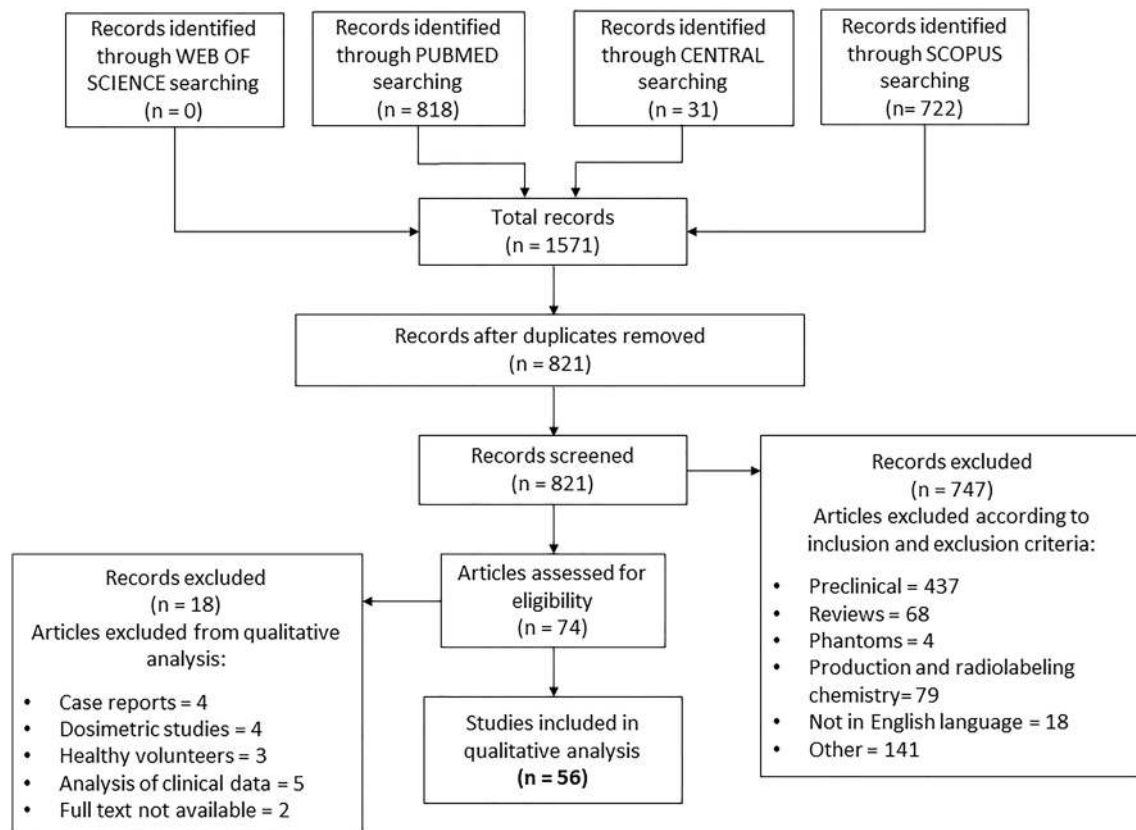 Records identified
through WEB OF
SCIENCE searching
(n = 0)
Records identified
through PUBMED
searching
(n = 818)
Records identified
through CENTRAL
searching
(n = 31)
Records identified
through SCOPUS
searching
(n= 722)
Total records
(n = 1571)
Records after duplicates removed
(n = 821)
Records screened
(n = 821)
Records excluded
(n = 747)
Articles excluded according to
inclusion and exclusion criteria:
• Preclinical = 437
• Reviews = 68
• Phantoms = 4
• Production and radiolabeling
chemistry= 79
• Not in English language = 18
• Other = 141
Articles assessed for
eligibility
(n = 74)
Records excluded
(n = 18)
Articles excluded from qualitative
analysis:
• Case reports = 4
• Dosimetric studies = 4
• Healthy volunteers = 3
• Analysis of clinical data = 5
• Full text not available = 2
Studies included in
qualitative analysis
(n = 56)